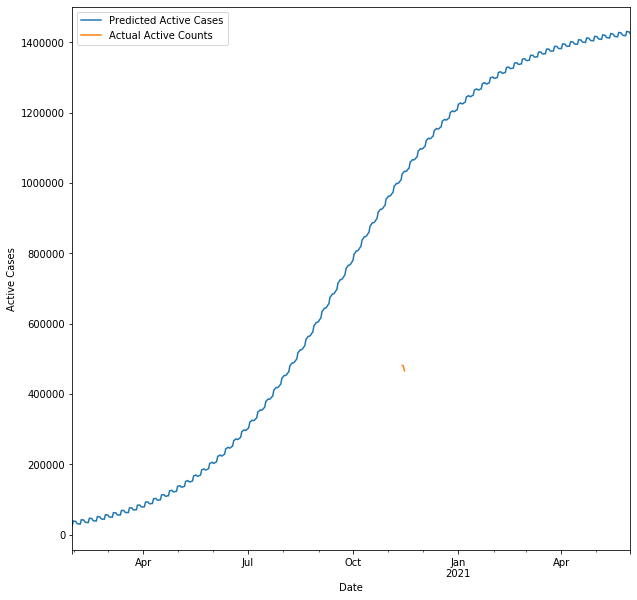 Predicted Active Cases
Actual Active Counts
1400000
1200000
1000000
800000
600000
400000
200000
0
Active Cases
Apr
Jul
Oct
Jan
2021
Apr
Date